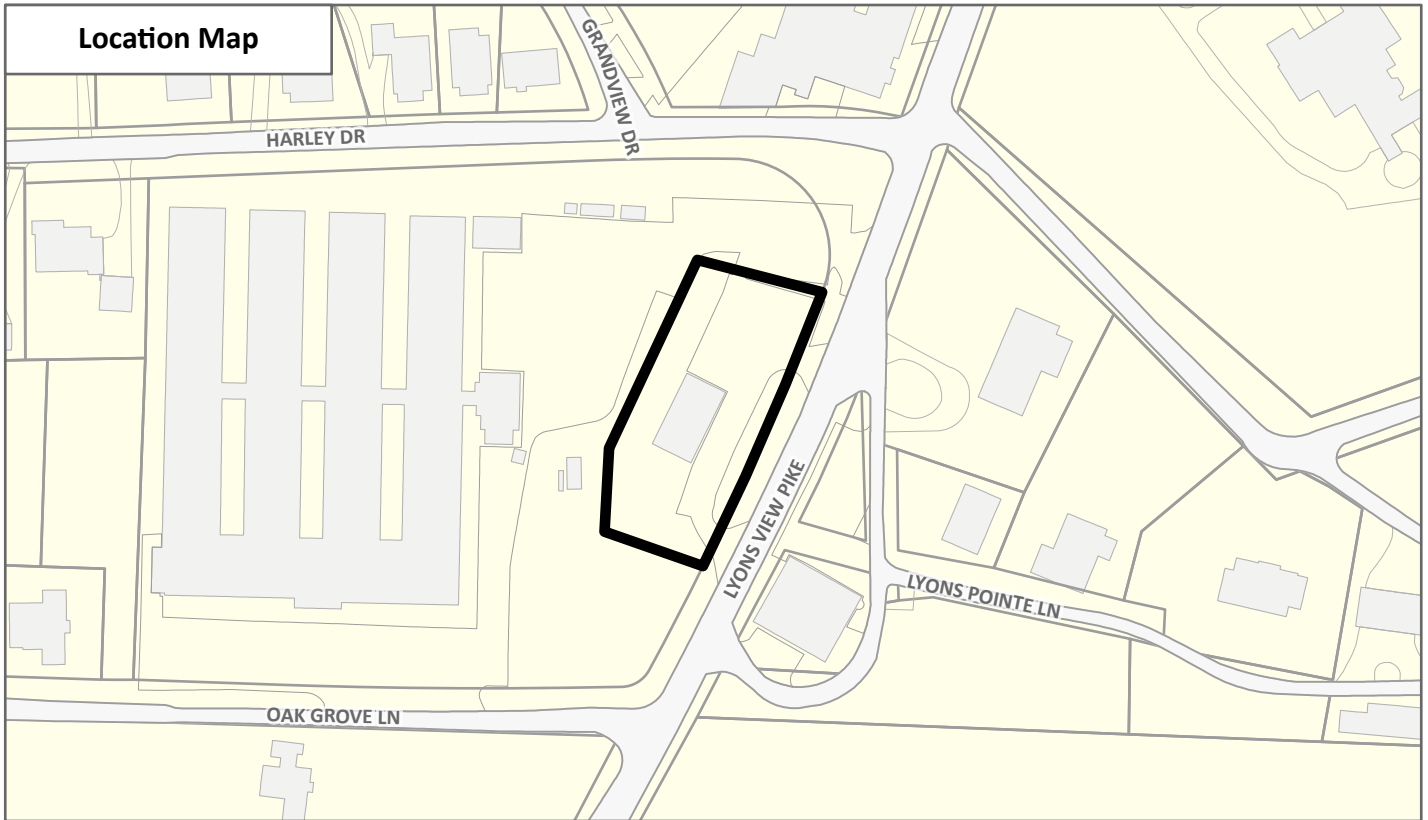 Location Map
GRANDVIEW DR
HARLEY DR
LYONS VIEW PIKE
LYONS POINTE LN
OAK GROVE LN